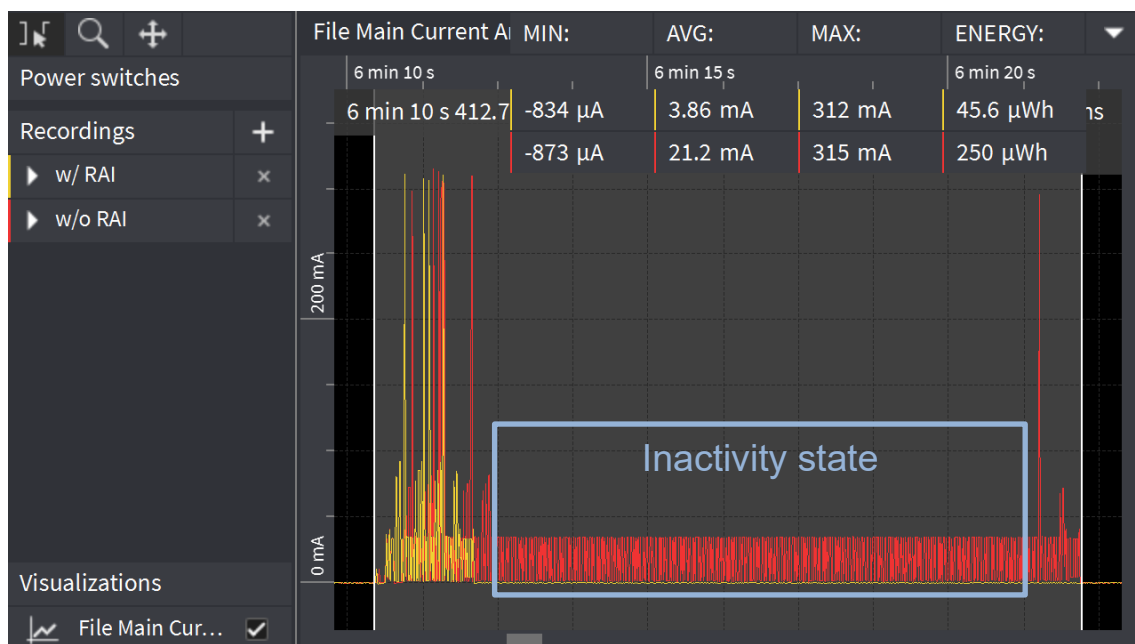 File Main Current A
MIN:
AVG:
MAX:
ENERGY:
Power switches
6 min 10 s
6 min 15 s
6 min 20 s
6 min 10 s 412.7
-834 µA
3.86 mA
312 mA
45.6 µWh
ns
Recordings
-873 µA
21.2 mA
315 mA
250 µWh
w/ RAI
w/o RAI
200 mA
Inactivity state
0 mA
Visualizations
File Main Cur...